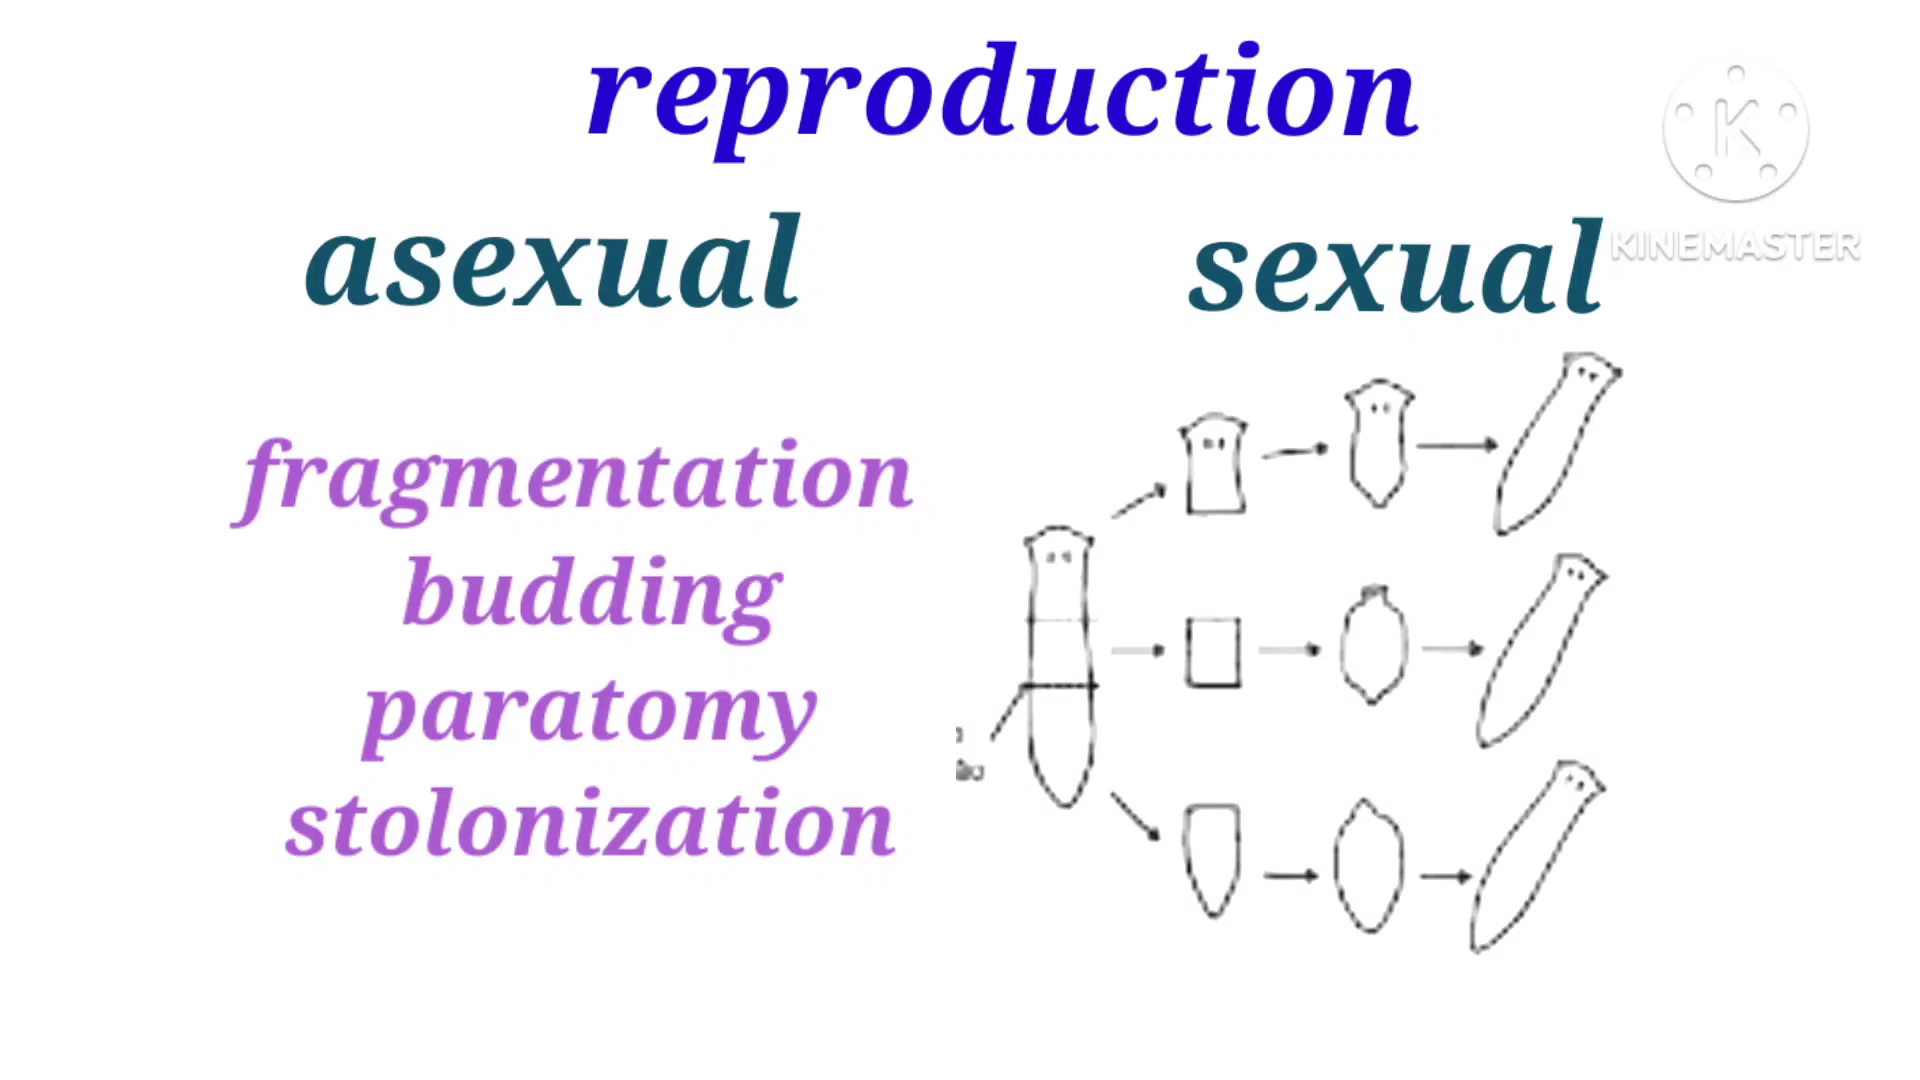 reproduction
K
KINEMASTER
asexual
sexual
fragmentation
budding
paratomy
stolonization